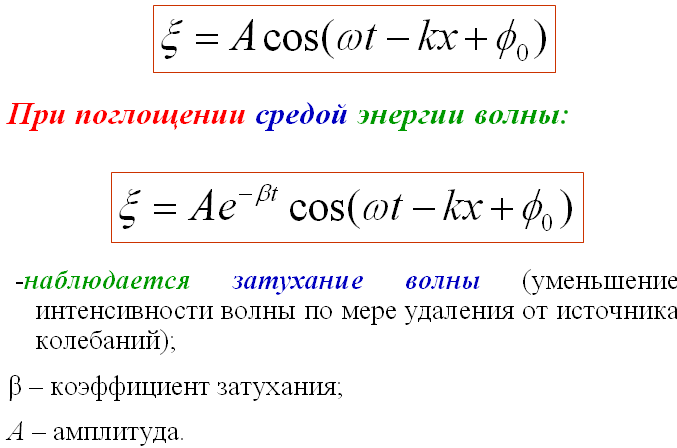 ξ = A cos(ωt − kx + ϕ₀)
При поглощении средой энергии волны:
ξ = Ae⁻ᵝᵗ cos(ωt − kx + ϕ₀)
-наблюдается затухание волны (уменьшение
интенсивности волны по мере удаления от источника
колебаний);
β – коэффициент затухания;
А – амплитуда.